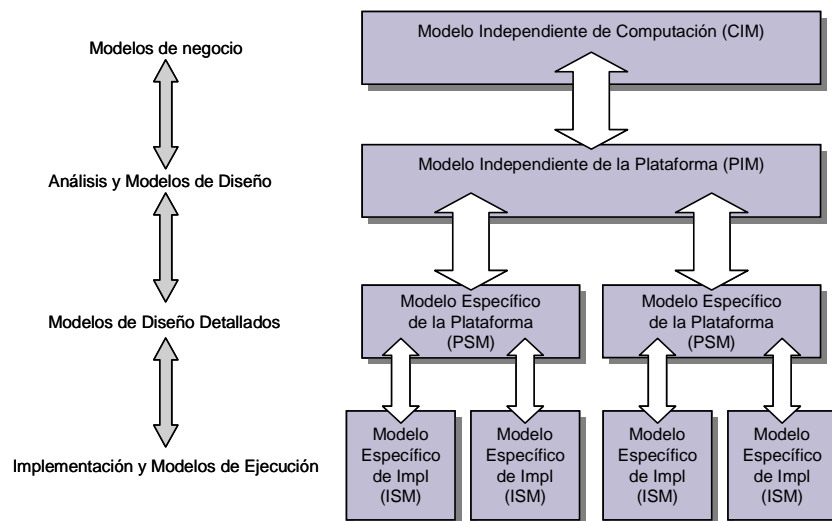 Modelos de negocio
Modelo Independiente de Computación (CIM)
Análisis y Modelos de Diseño
Modelo Independiente de la Plataforma (PIM)
Modelos de Diseño Detallados
Modelo Específico
de la Plataforma
(PSM)
Modelo Específico
de la Plataforma
(PSM)
Implementación y Modelos de Ejecución
Modelo
Específico
de Impl
(ISM)
Modelo
Específico
de Impl
(ISM)
Modelo
Específico
de Impl
(ISM)
Modelo
Específico
de Impl
(ISM)